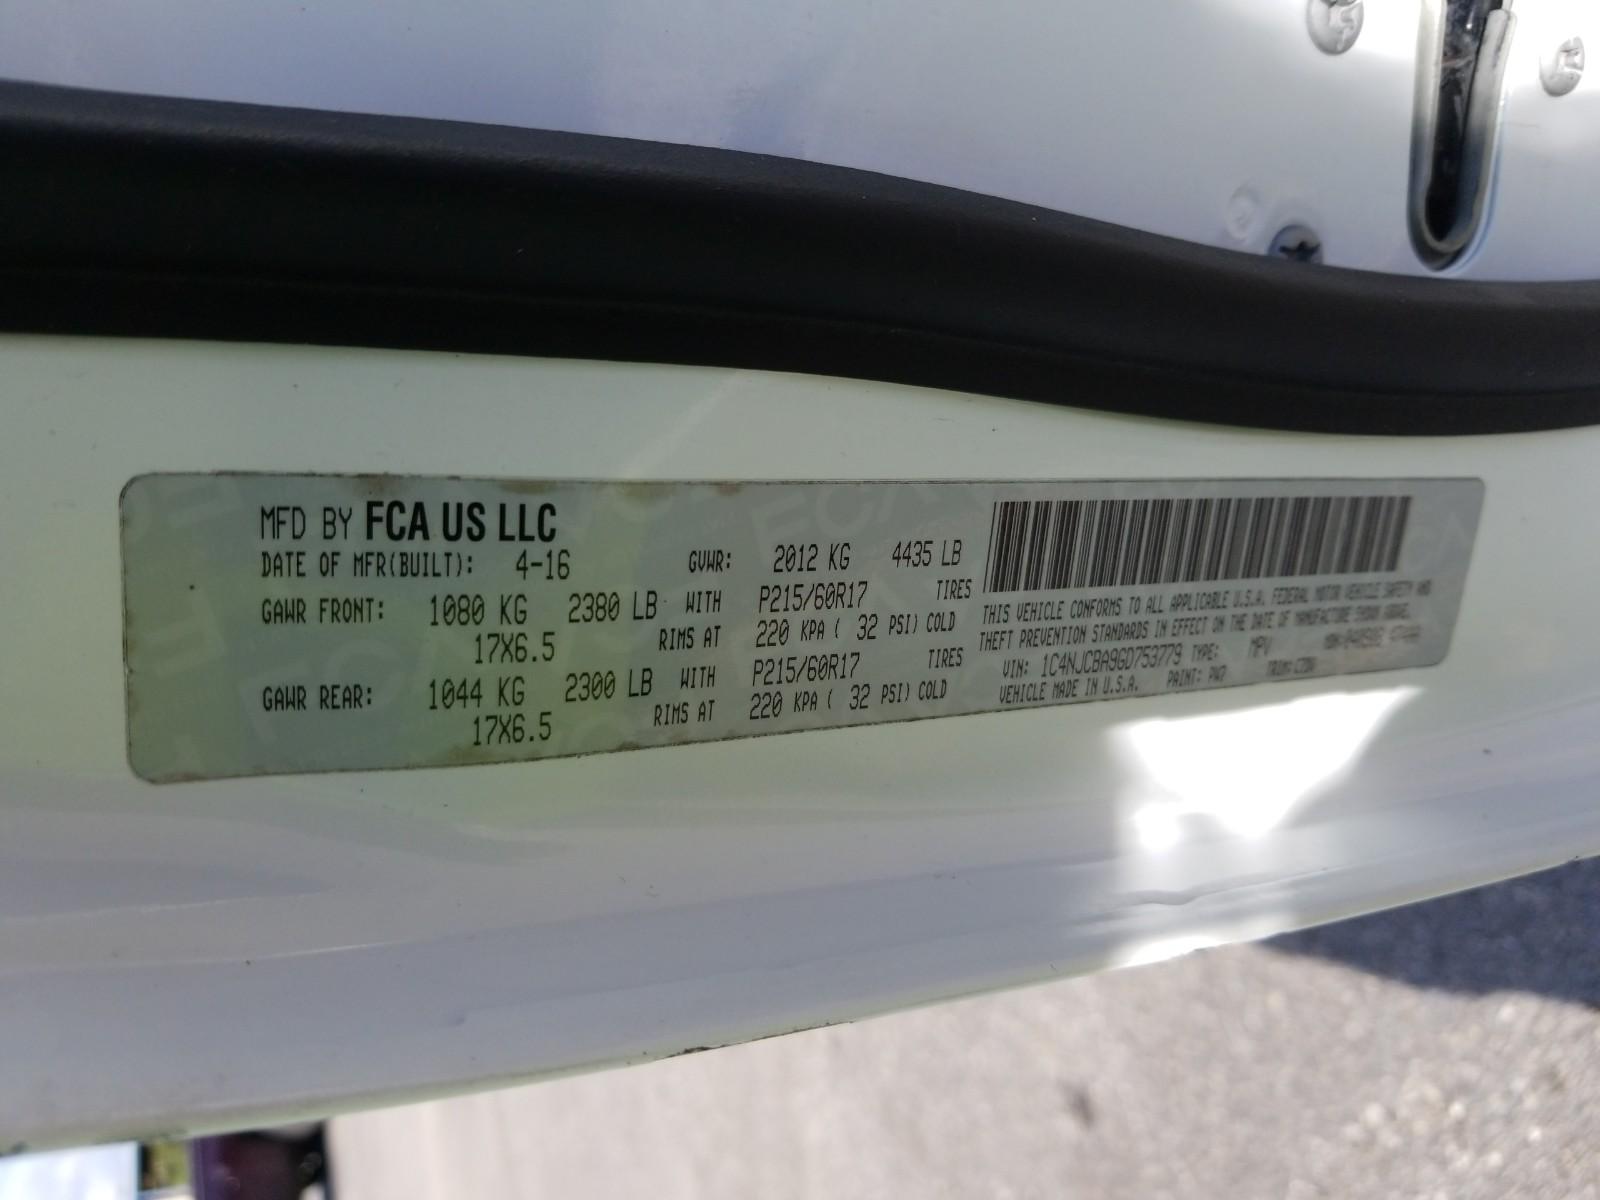 MFD BY FCA US LLC
DATE OF MFR(BUILT): 4-16 GVWR: 2012 KG 4435 LB
GAWR FRONT: 1080 KG 2380 LB WITH P215/60R17 TIRES
17X6.5 RIMS AT 220 KPA ( 32 PSI) COLD
GAWR REAR: 1044 KG 2300 LB WITH P215/60R17 TIRES
17X6.5 RIMS AT 220 KPA ( 32 PSI) COLD
THIS VEHICLE CONFORMS TO ALL APPLICABLE U.S.A. FEDERAL MOTOR VEHICLE SAFETY AND
THEFT PREVENTION STANDARDS IN EFFECT ON THE DATE OF MANUFACTURE SHOWN ABOVE.
VIN: 1C4NJCBA9GD753779 TYPE: MPV
VEHICLE MADE IN U.S.A. PAINT: PW7